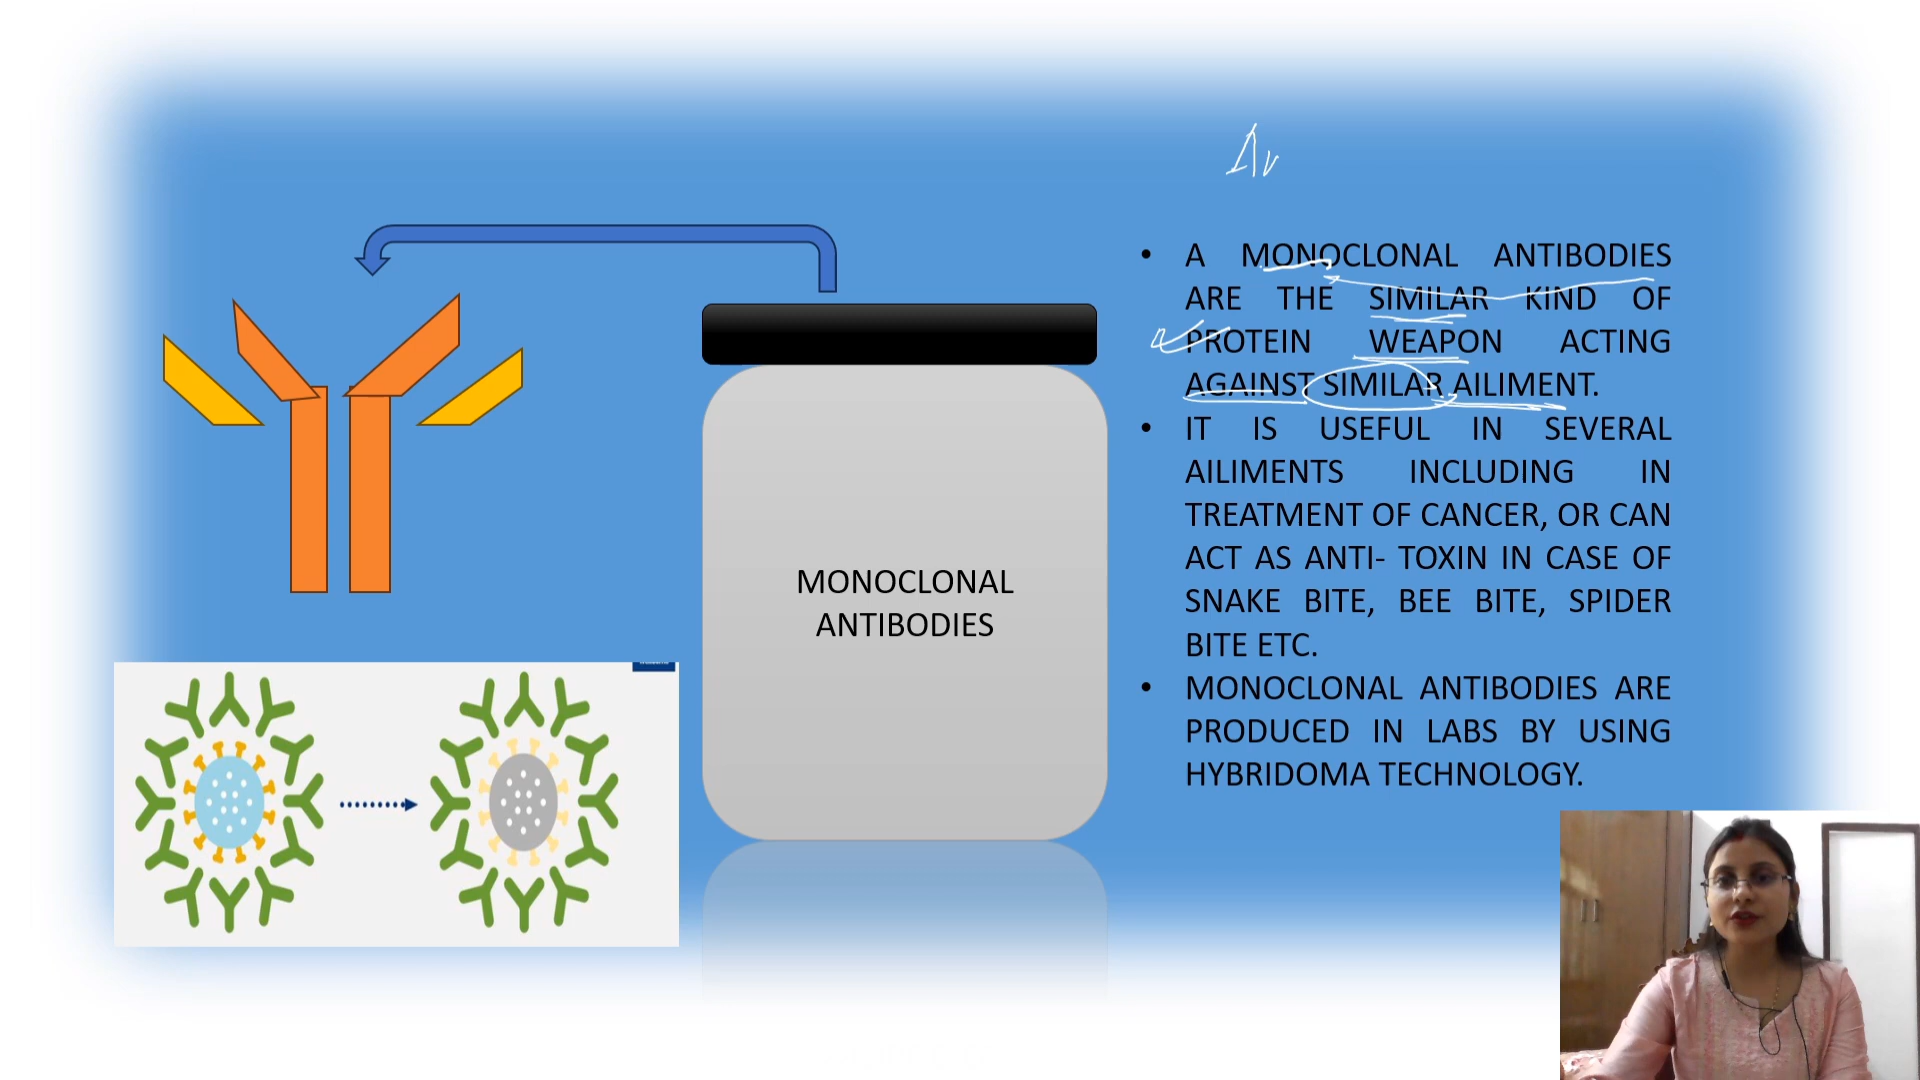 • A MONOCLONAL ANTIBODIES
ARE THE SIMILAR KIND OF
PROTEIN WEAPON ACTING
AGAINST SIMILAR AILIMENT.
• IT IS USEFUL IN SEVERAL
AILIMENTS INCLUDING IN
TREATMENT OF CANCER, OR CAN
ACT AS ANTI- TOXIN IN CASE OF
SNAKE BITE, BEE BITE, SPIDER
BITE ETC.
• MONOCLONAL ANTIBODIES ARE
PRODUCED IN LABS BY USING
HYBRIDOMA TECHNOLOGY.
MONOCLONAL
ANTIBODIES